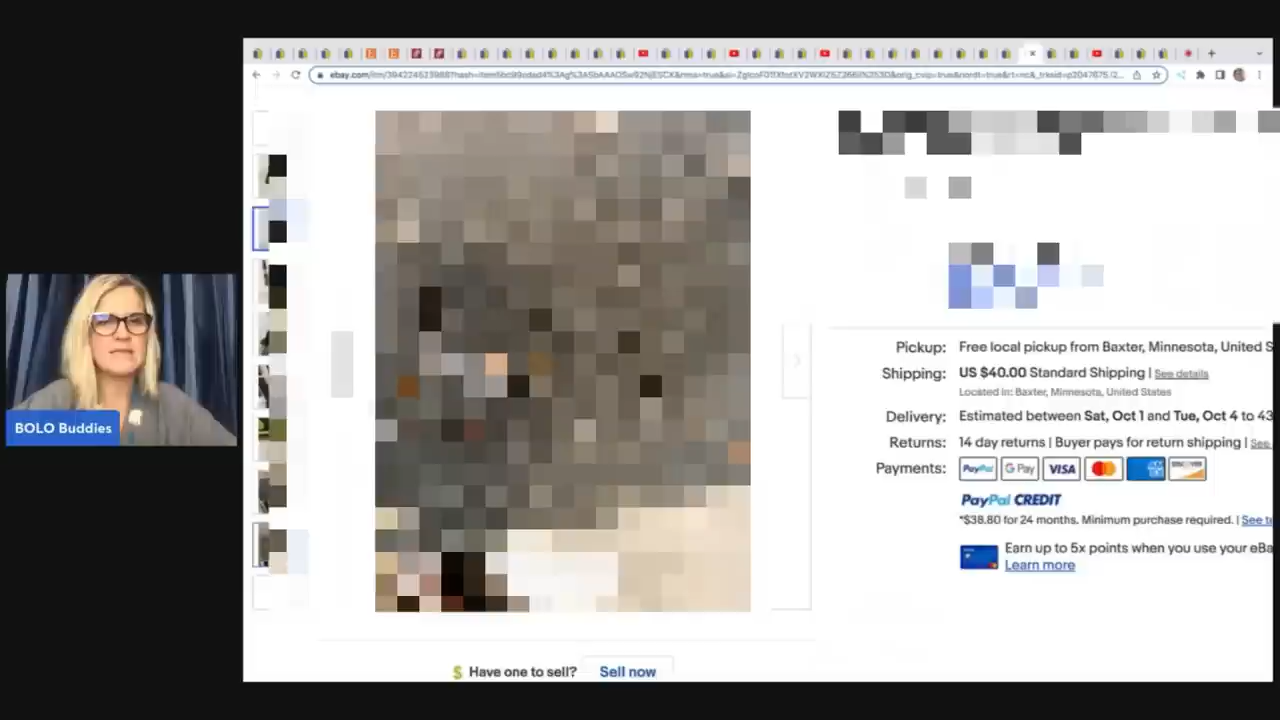 BOLO Buddies
Pickup: Free local pickup from Baxter, Minnesota, United S
Shipping: US $40.00 Standard Shipping | See details
Located in: Baxter, Minnesota, United States
Delivery: Estimated between Sat, Oct 1 and Tue, Oct 4 to 43
Returns: 14 day returns | Buyer pays for return shipping | See
Payments: PayPal G Pay VISA DISCOVER
PayPal CREDIT
*$38.80 for 24 months. Minimum purchase required. | See te
Earn up to 5x points when you use your eBa
Learn more
$ Have one to sell? Sell now